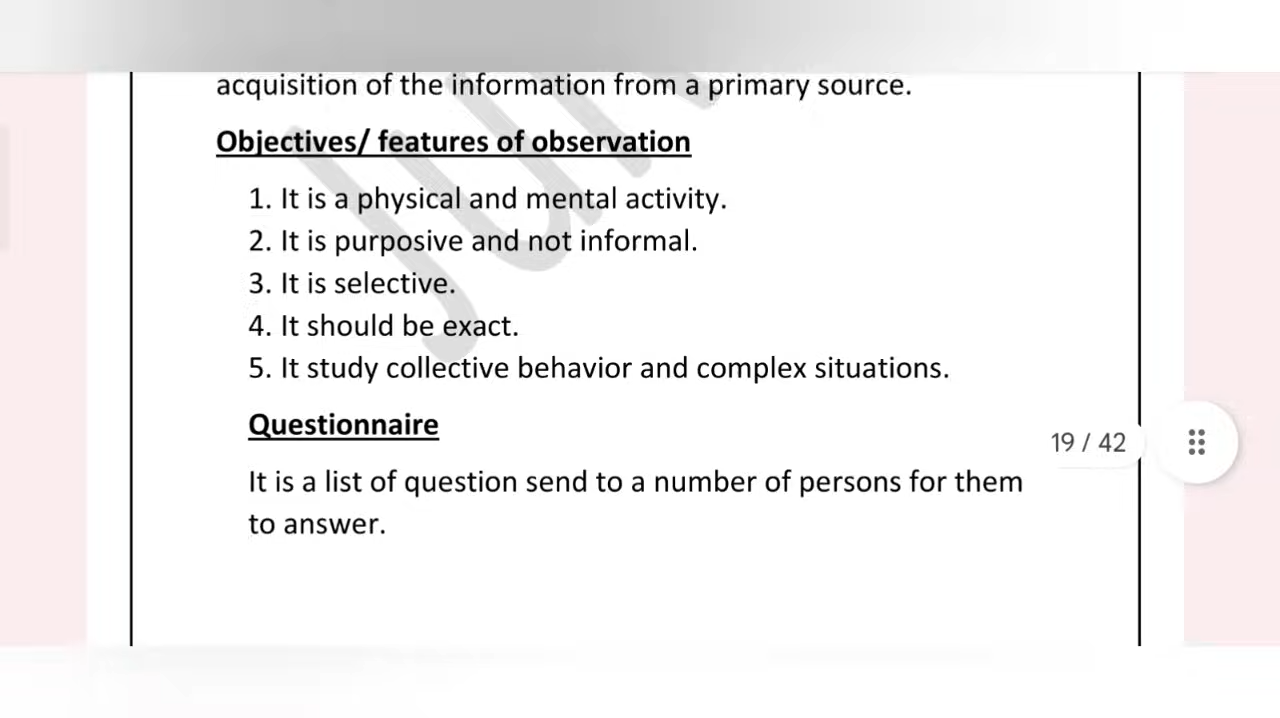 acquisition of the information from a primary source.
Objectives/ features of observation
1. It is a physical and mental activity.
2. It is purposive and not informal.
3. It is selective.
4. It should be exact.
5. It study collective behavior and complex situations.
Questionnaire
19 / 42
It is a list of question send to a number of persons for them
to answer.